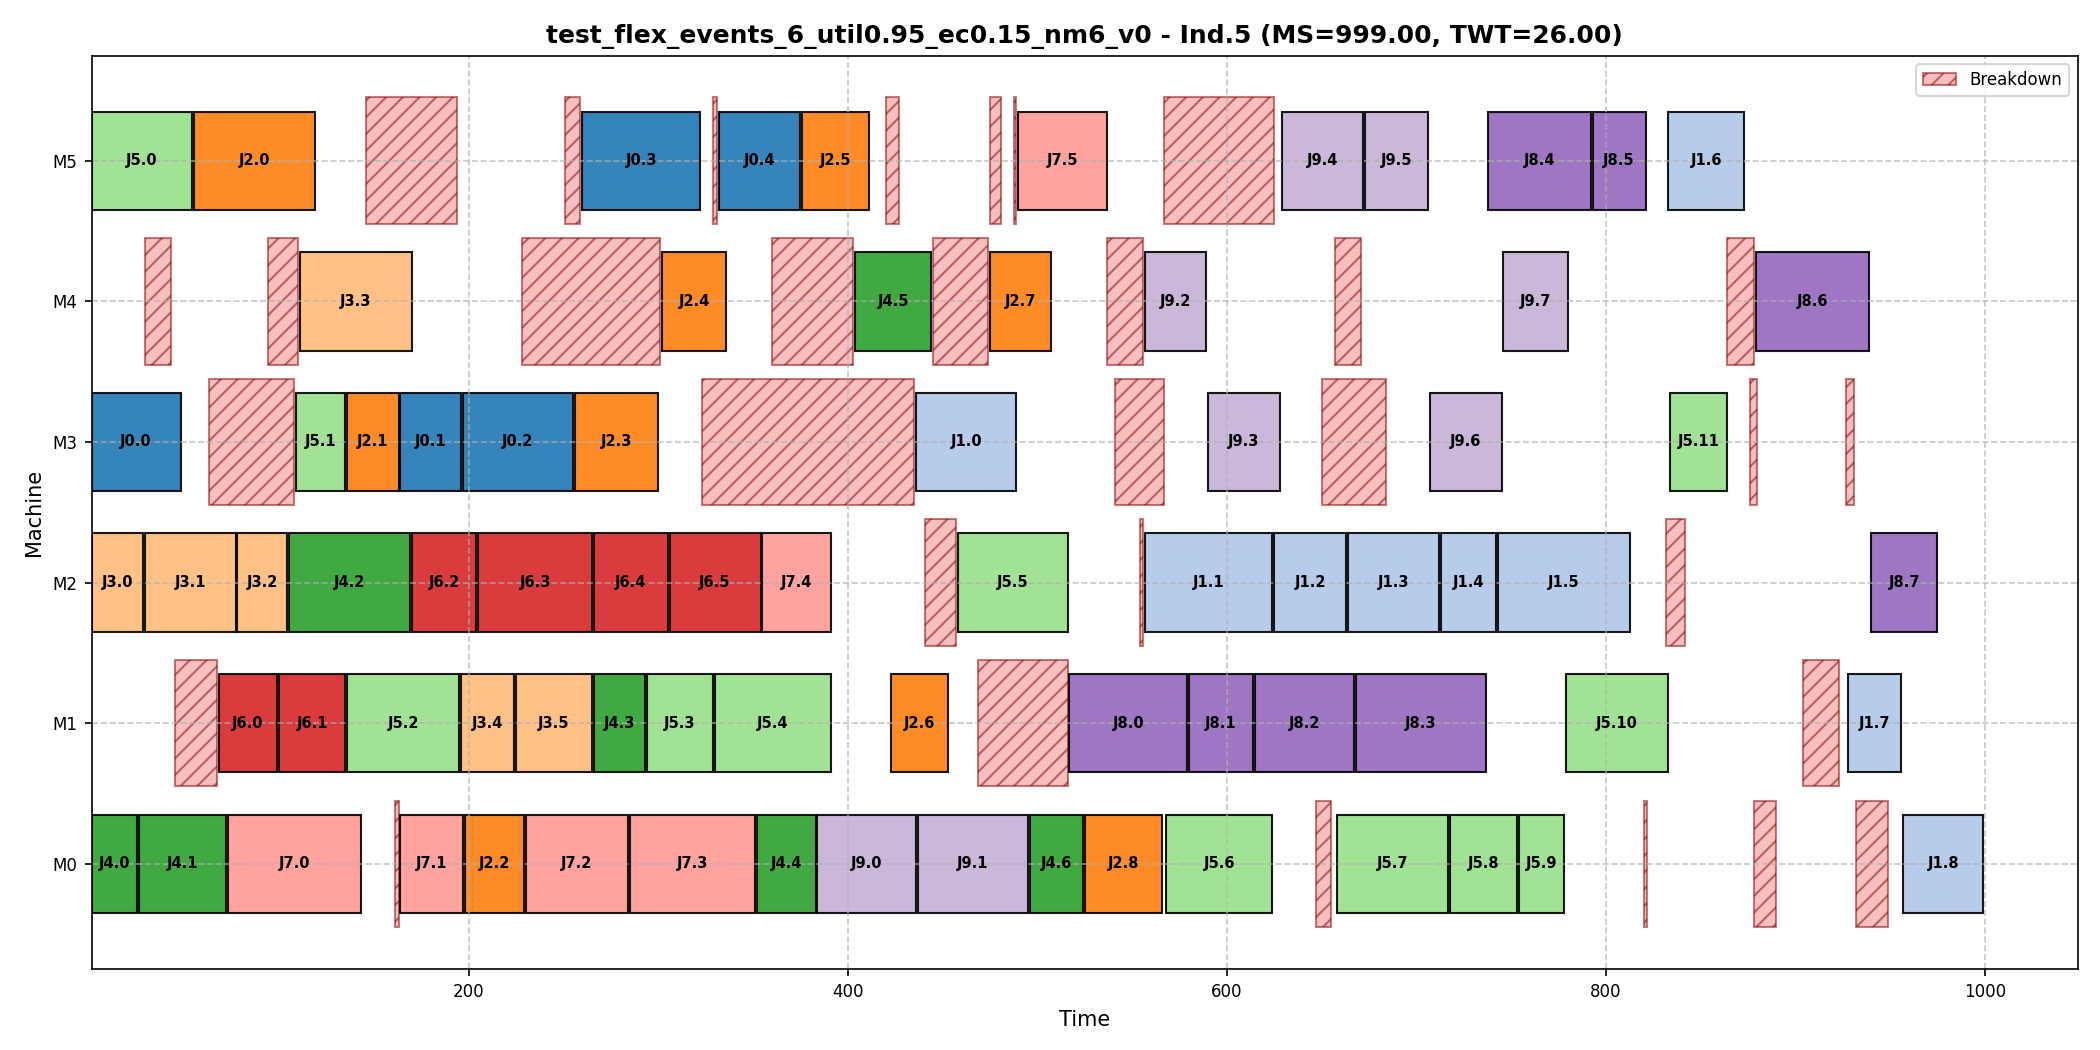 test_flex_events_6_util0.95_ec0.15_nm6_v0 - Ind.5 (MS=999.00, TWT=26.00)
Breakdown
M5 J5.0 J2.0 J0.3 J0.4 J2.5 J7.5 J9.4 J9.5 J8.4 J8.5 J1.6
M4 J3.3 J2.4 J4.5 J2.7 J9.2 J9.7 J8.6
M3 J0.0 J5.1 J2.1 J0.1 J0.2 J2.3 J1.0 J9.3 J9.6 J5.11
M2 J3.0 J3.1 J3.2 J4.2 J6.2 J6.3 J6.4 J6.5 J7.4 J5.5 J1.1 J1.2 J1.3 J1.4 J1.5 J8.7
M1 J6.0 J6.1 J5.2 J3.4 J3.5 J4.3 J5.3 J5.4 J2.6 J8.0 J8.1 J8.2 J8.3 J5.10 J1.7
M0 J4.0 J4.1 J7.0 J7.1 J2.2 J7.2 J7.3 J4.4 J9.0 J9.1 J4.6 J2.8 J5.6 J5.7 J5.8 J5.9 J1.8
Machine
200 400 600 800 1000
Time